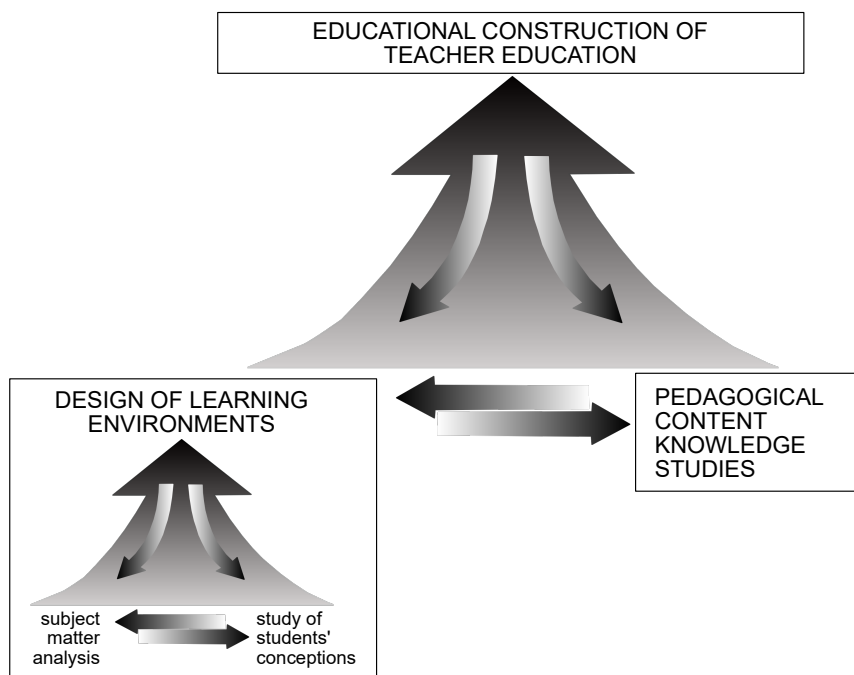 EDUCATIONAL CONSTRUCTION OF
TEACHER EDUCATION
DESIGN OF LEARNING
ENVIRONMENTS
subject
matter
analysis
study of
students'
conceptions
PEDAGOGICAL
CONTENT
KNOWLEDGE
STUDIES